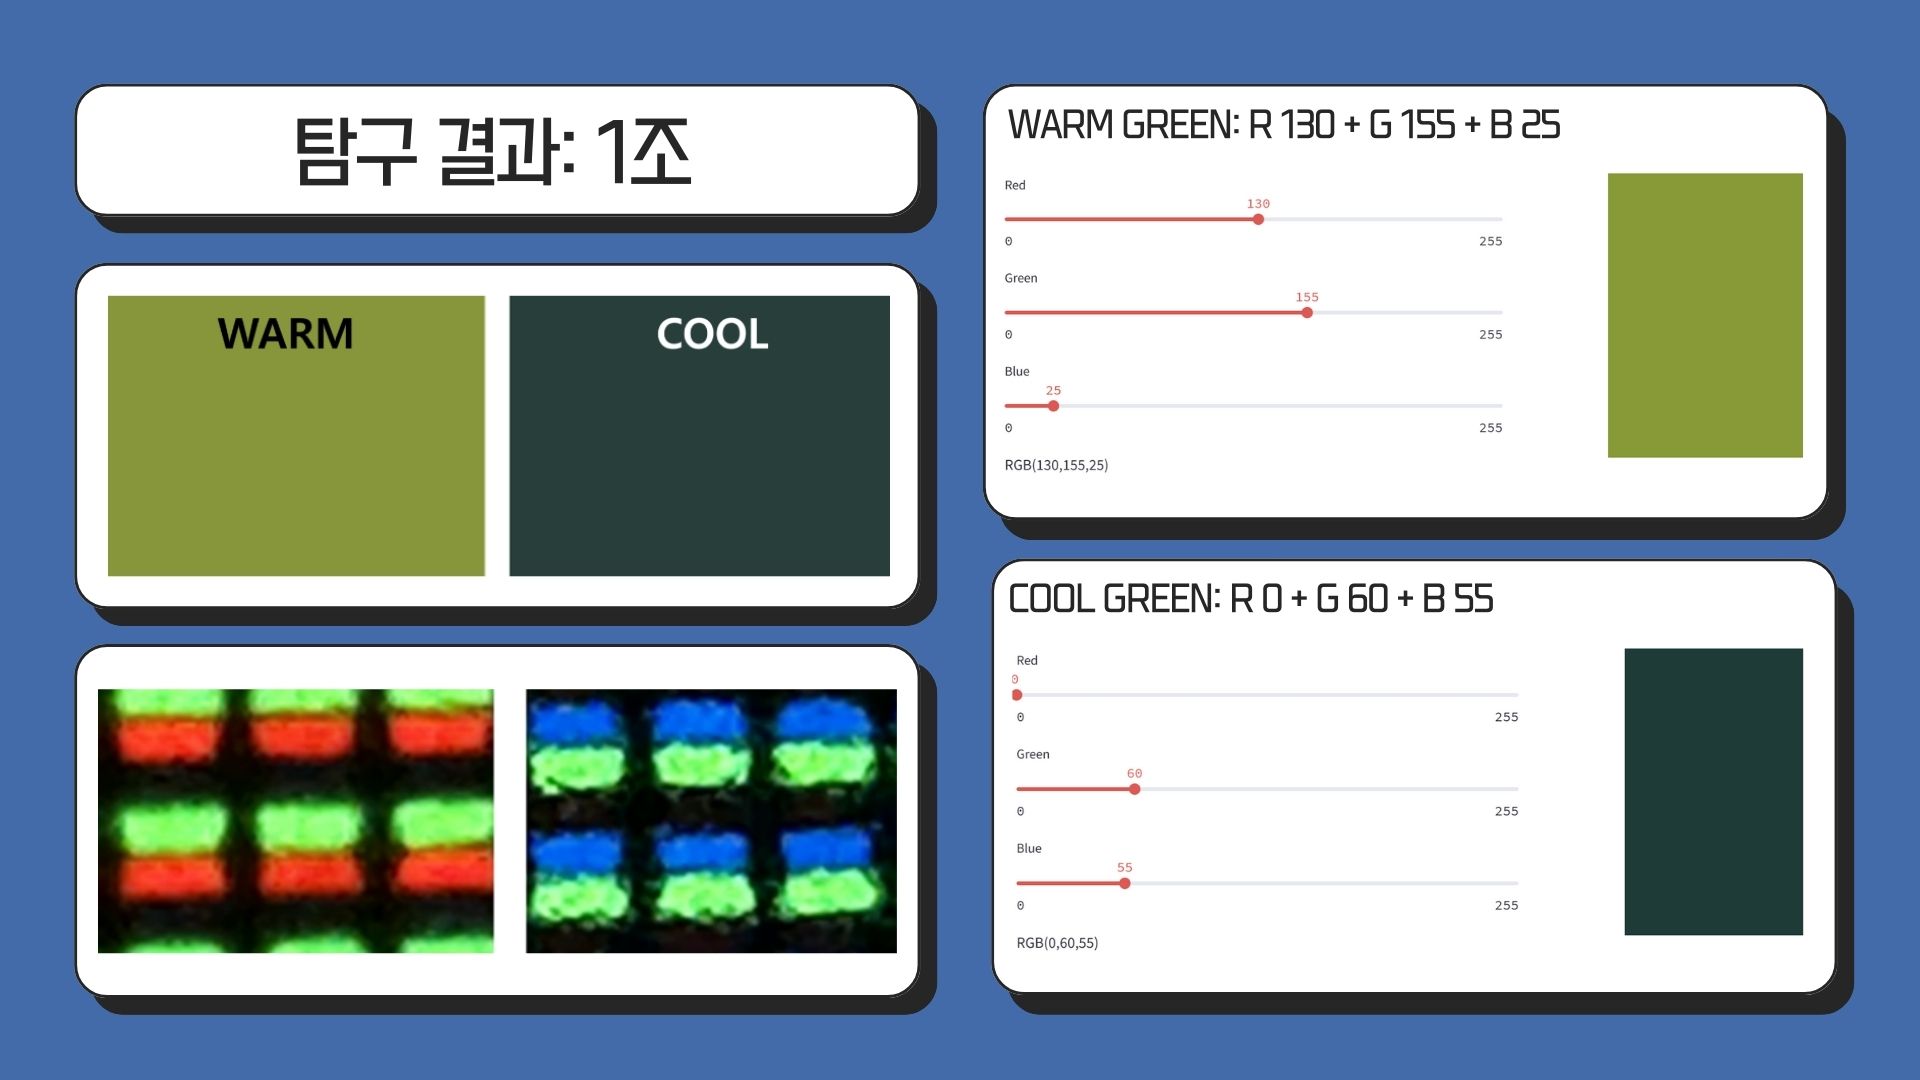 탐구 결과: 1조
WARM
COOL
WARM GREEN: R 130 + G 155 + B 25
Red
130
0 255
Green
155
0 255
Blue
25
0 255
RGB(130,155,25)
COOL GREEN: R 0 + G 60 + B 55
Red
0
0 255
Green
60
0 255
Blue
55
0 255
RGB(0,60,55)